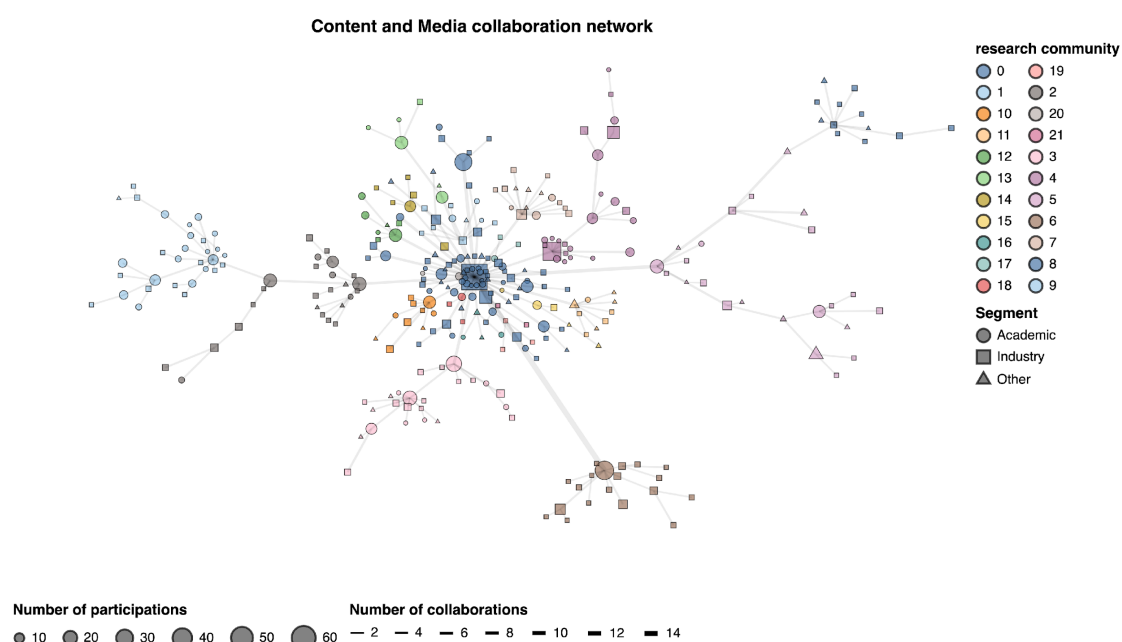 Content and Media collaboration network
research community
0 19
1 2
10 20
11 21
12 3
13 4
14 5
15 6
16 7
17 8
18 9
Segment
Academic
Industry
Other
Number of participations
10 20 30 40 50 60
Number of collaborations
2 4 6 8 10 12 14